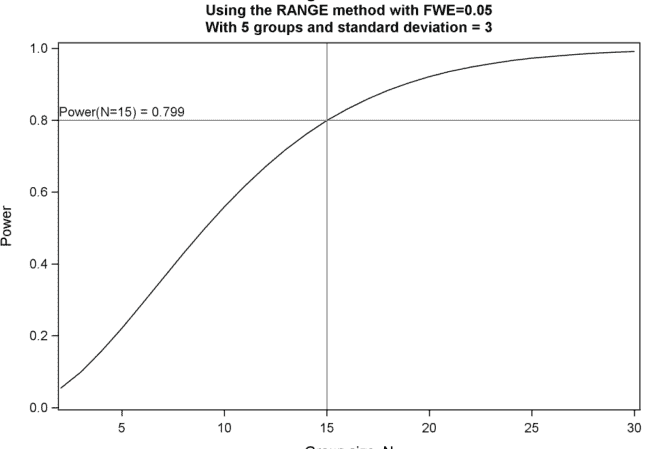 Using the RANGE method with FWE=0.05
With 5 groups and standard deviation = 3
1.0
Power(N=15) = 0.799
0.8
0.6
Power
0.4
0.2
0.0
5 10 15 20 25 30